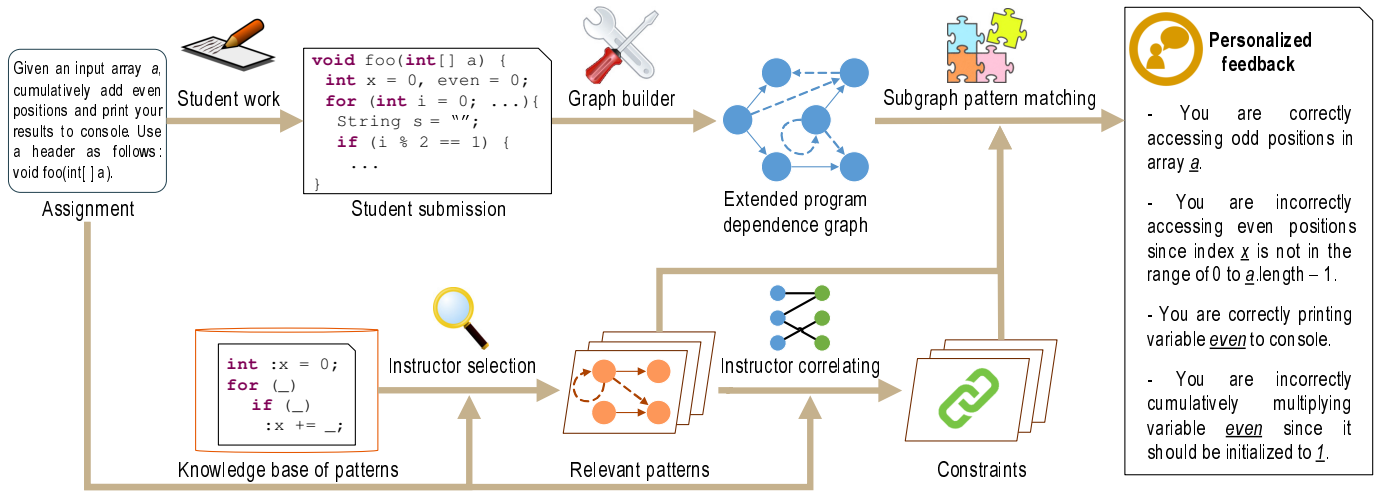 Given an input array a,
cumulatively add even
positions and print your
results to console. Use
a header as follows:
void foo(int[ ] a).
Assignment
Student work
void foo(int[] a) {
int x = 0, even = 0;
for (int i = 0; ...){
String s = “”;
if (i % 2 == 1) {
...
}
Student submission
Graph builder
Extended program
dependence graph
Subgraph pattern matching
Personalized
feedback
- You are correctly
accessing odd positions in
array a.
- You are incorrectly
accessing even positions
since index x is not in the
range of 0 to a.length – 1.
- You are correctly printing
variable even to console.
- You are incorrectly
cumulatively multiplying
variable even since it
should be initialized to 1.
int :x = 0;
for (_)
if (_)
:x += _;
Knowledge base of patterns
Instructor selection
Relevant patterns
Instructor correlating
Constraints